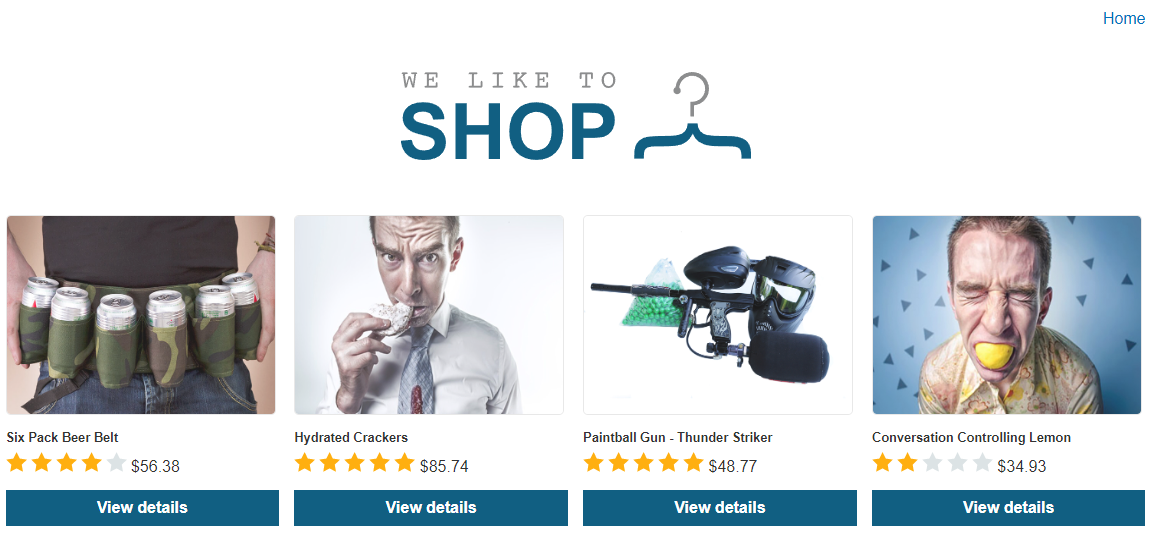 Home
WE LIKE TO
SHOP
Six Pack Beer Belt
$56.38
View details
Hydrated Crackers
$85.74
View details
Paintball Gun - Thunder Striker
$48.77
View details
Conversation Controlling Lemon
$34.93
View details